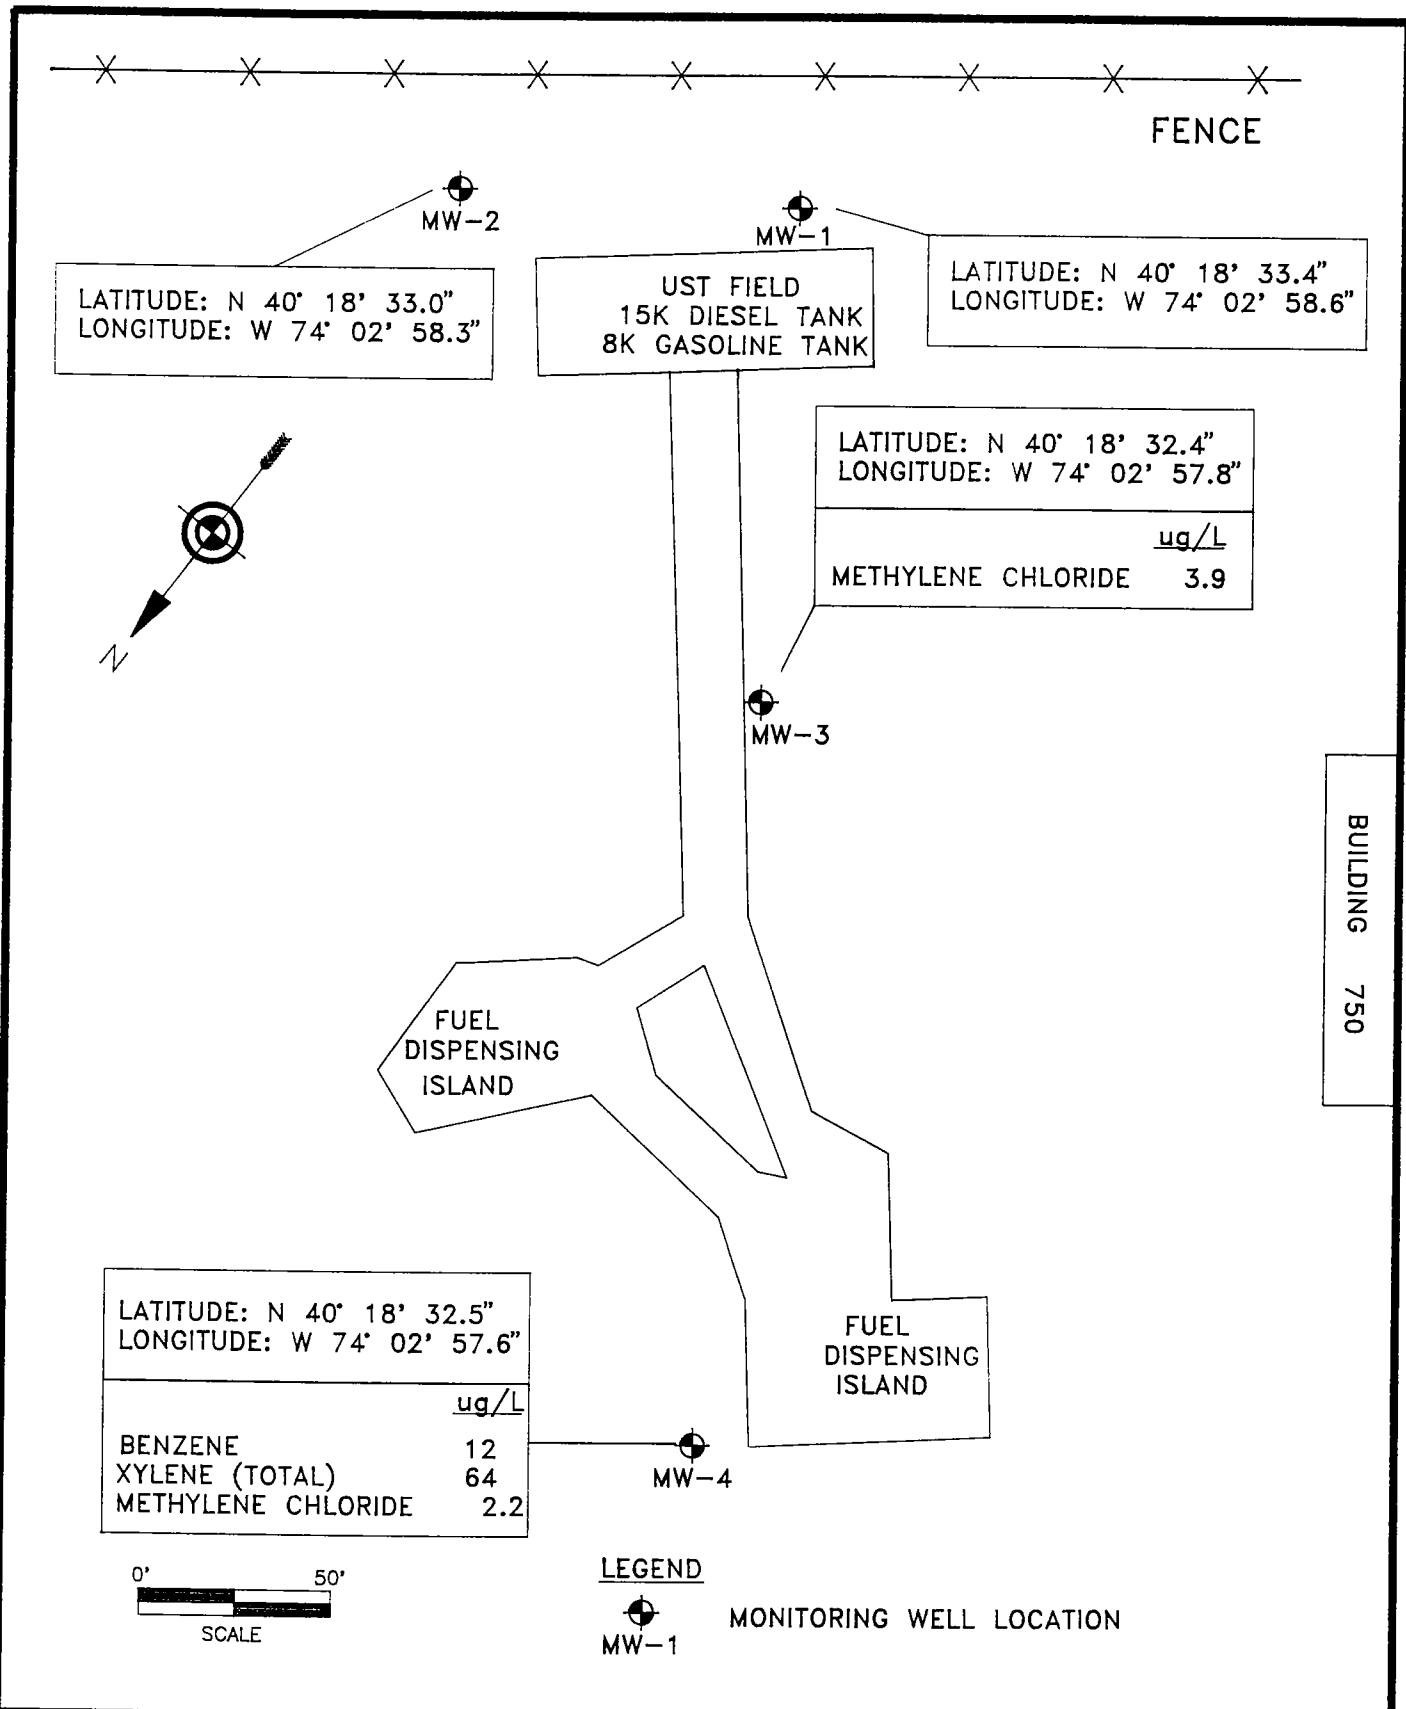 FENCE
MW-2
MW-1
LATITUDE: N 40° 18' 33.0"
LONGITUDE: W 74° 02' 58.3"
UST FIELD
15K DIESEL TANK
8K GASOLINE TANK
LATITUDE: N 40° 18' 33.4"
LONGITUDE: W 74° 02' 58.6"
LATITUDE: N 40° 18' 32.4"
LONGITUDE: W 74° 02' 57.8"
ug/L
METHYLENE CHLORIDE 3.9
N
MW-3
BUILDING 750
FUEL
DISPENSING
ISLAND
LATITUDE: N 40° 18' 32.5"
LONGITUDE: W 74° 02' 57.6"
ug/L
BENZENE 12
XYLENE (TOTAL) 64
METHYLENE CHLORIDE 2.2
FUEL
DISPENSING
ISLAND
MW-4
0' 50'
SCALE
LEGEND
MW-1
MONITORING WELL LOCATION